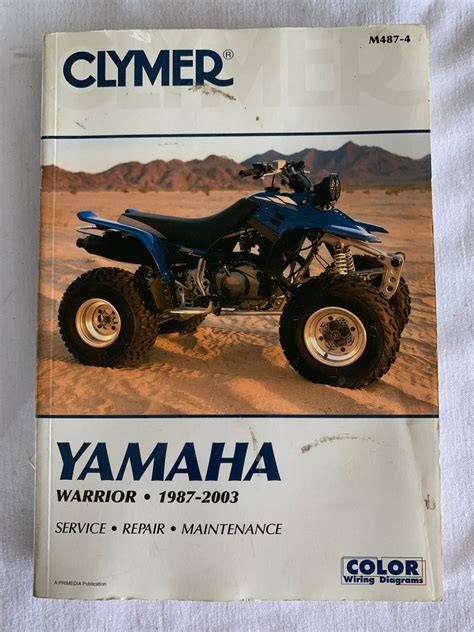 M487-4
CLYMER®
YAMAHA
WARRIOR • 1987-2003
SERVICE • REPAIR • MAINTENANCE
A PRIMEDIA Publication
COLOR
Wiring Diagrams